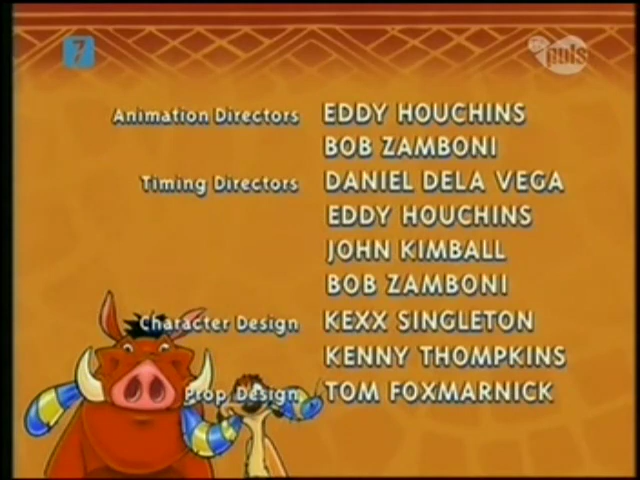 7
puls
Animation Directors EDDY HOUCHINS
BOB ZAMBONI
Timing Directors DANIEL DELA VEGA
EDDY HOUCHINS
JOHN KIMBALL
BOB ZAMBONI
Character Design KEXX SINGLETON
KENNY THOMPKINS
Prop Design TOM FOXMARNICK